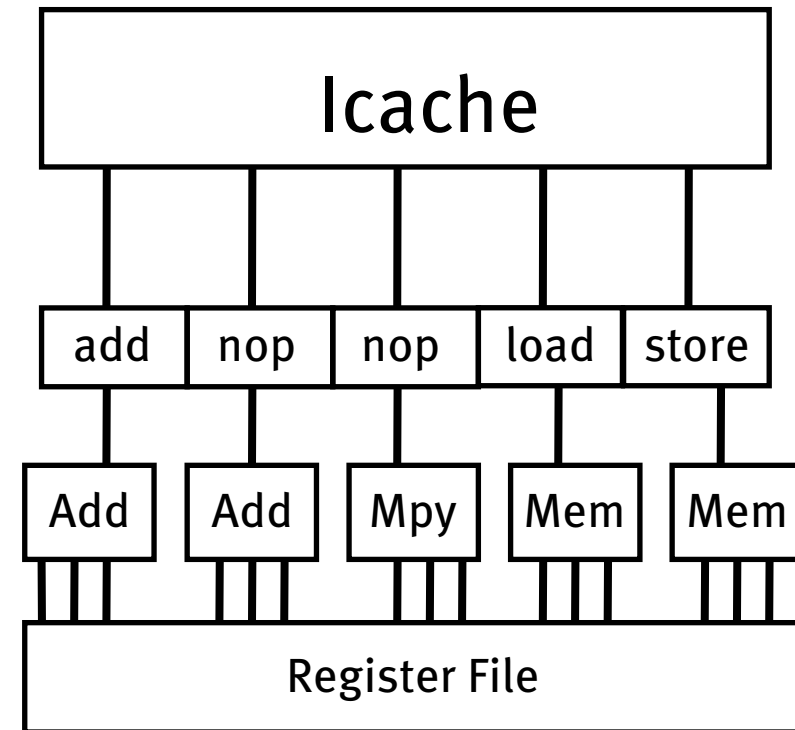 Icache
add nop nop load store
Add Add Mpy Mem Mem
Register File